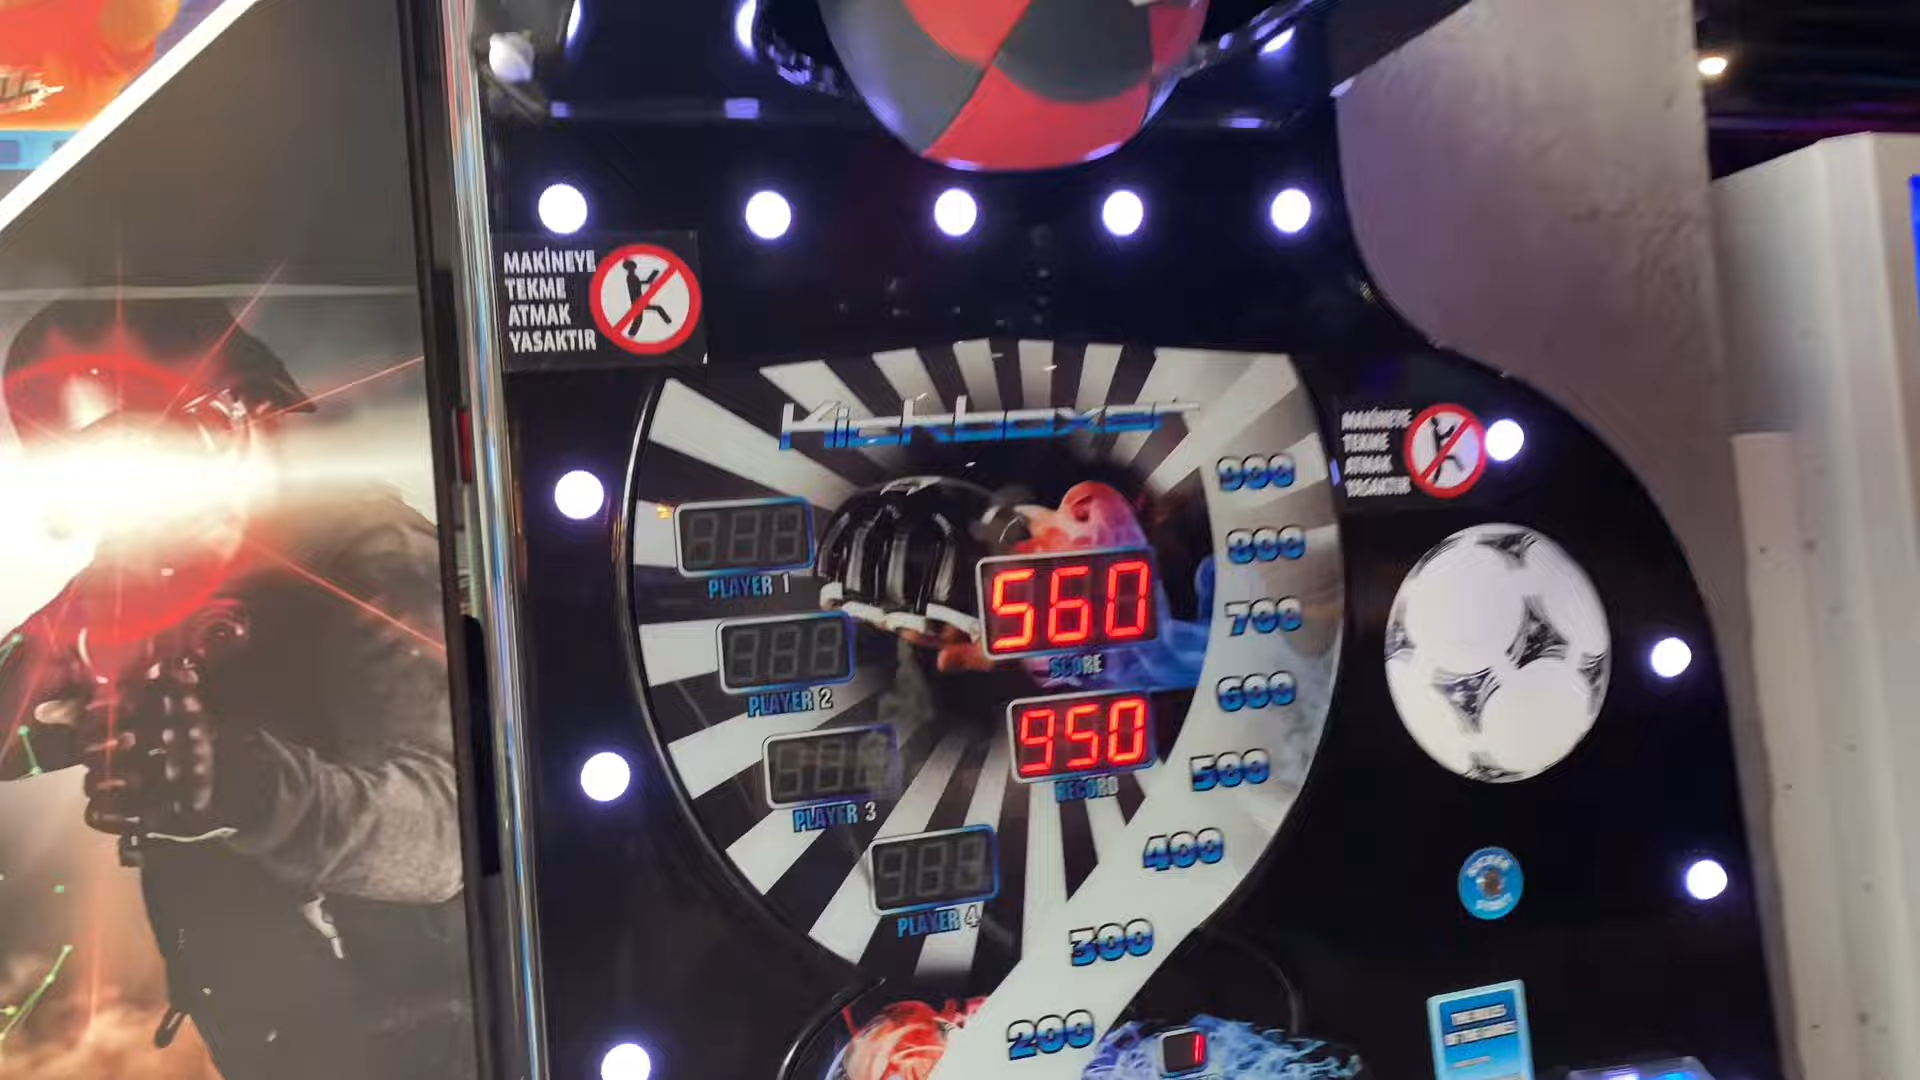 MAKİNEYE
TEKME
ATMAK
YASAKTIR
Kickboxer
MAKİNEYE
TEKME
ATMAK
YASAKTIR
900
800
PLAYER 1
560
700
SCORE
600
PLAYER 2
950
500
RECORD
PLAYER 3
400
PLAYER 4
300
200
1